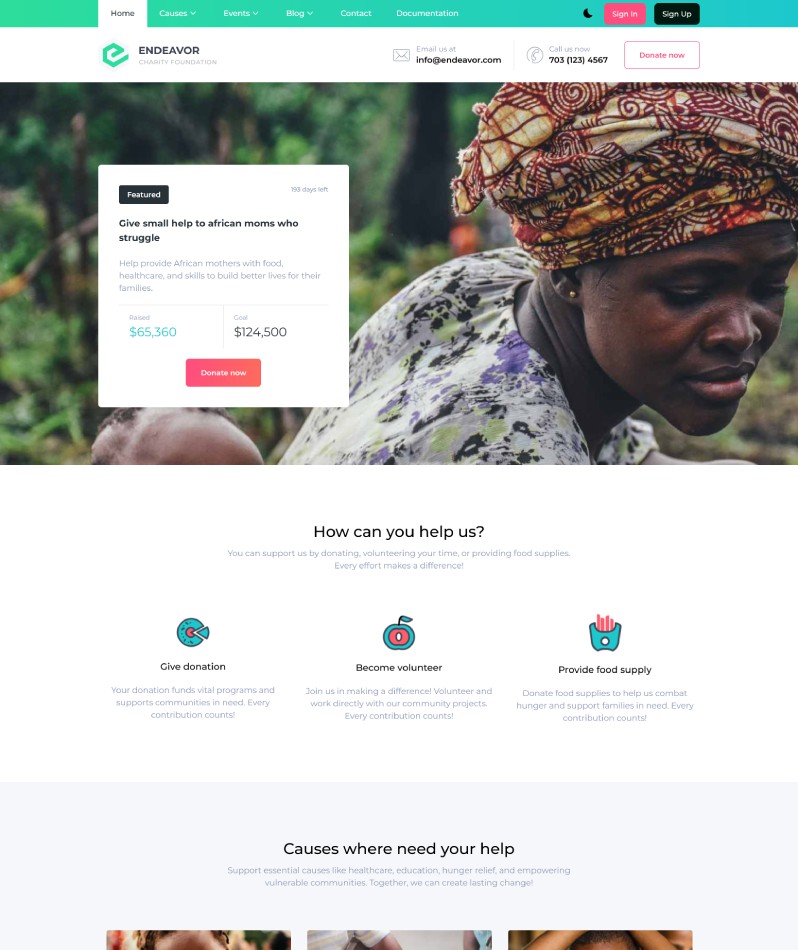 Home Causes Events Blog Contact Documentation Sign In Sign Up
ENDEAVOR
CHARITY FOUNDATION
Email us at
info@endeavor.com
Call us now
703 (123) 4567
Donate now
Featured
193 days left
Give small help to african moms who
struggle
Help provide African mothers with food,
healthcare, and skills to build better lives for their
families.
Raised
$65,360
Goal
$124,500
Donate now
How can you help us?
You can support us by donating, volunteering your time, or providing food supplies.
Every effort makes a difference!
Give donation
Your donation funds vital programs and
supports communities in need. Every
contribution counts!
Become volunteer
Join us in making a difference! Volunteer and
work directly with our community projects.
Every contribution counts!
Provide food supply
Donate food supplies to help us combat
hunger and support families in need. Every
contribution counts!
Causes where need your help
Support essential causes like healthcare, education, hunger relief, and empowering
vulnerable communities. Together, we can create lasting change!